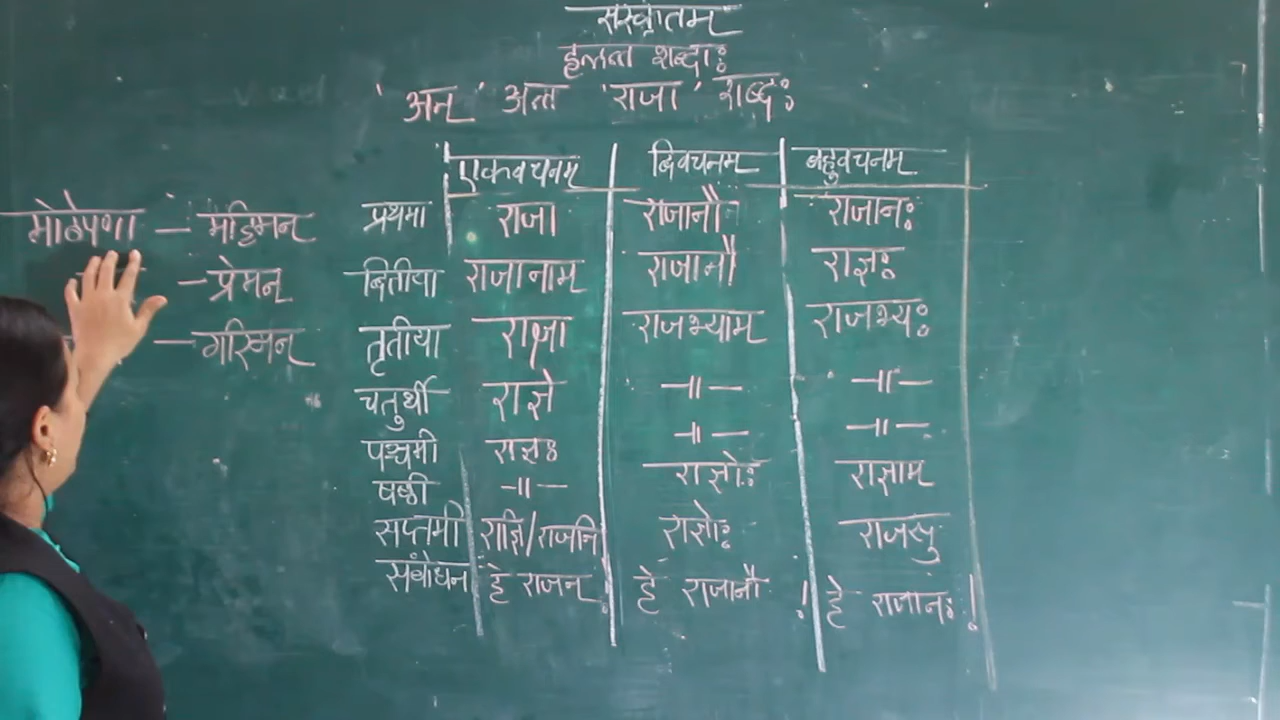 संस्कृतम्
हलन्त शब्दाः
'अन्' अन्त 'राजा' शब्दः
एकवचनम् द्विवचनम् बहुवचनम्
मोठेपणा — महिमन् प्रथमा राजा राजानौ राजानः
— प्रेमन् द्वितीया राजानाम् राजानौ राज्ञः
— गरिमन् तृतीया राज्ञा राजभ्याम् राजभ्यः
चतुर्थी राज्ञे —॥— —॥—
पञ्चमी राज्ञः —॥— —॥—
षष्ठी —॥— राज्ञोः राज्ञाम्
सप्तमी राज्ञि/राजनि राज्ञोः राजसु
संबोधन हे राजन् ! हे राजानौ ! हे राजानः !